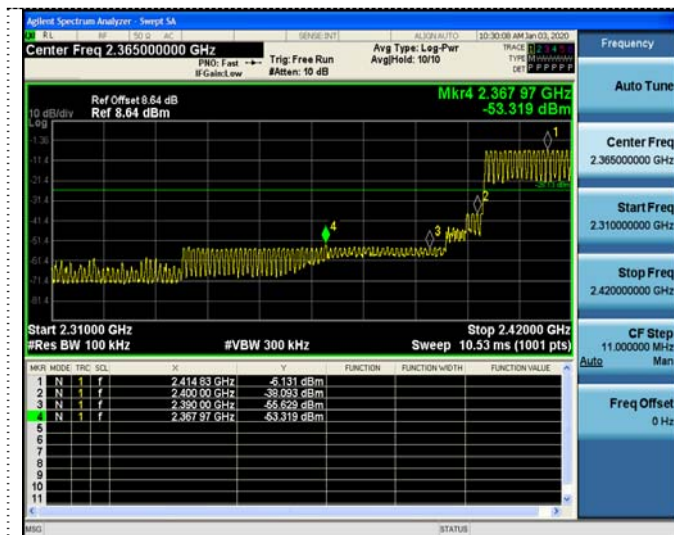 Agilent Spectrum Analyzer - Swept SA
RL RF 50 Ω AC SENSE:INT ALIGN AUTO 10:30:08 AM Jan 03, 2020
Center Freq 2.365000000 GHz
PNO: Fast
IFGain:Low
Trig: Free Run
#Atten: 10 dB
Avg Type: Log-Pwr
Avg|Hold: 10/10
TRACE 1 2 3 4 5 6
TYPE
DET P P P P P P
Ref Offset 8.64 dB
Ref 8.64 dBm
10 dB/div
Log
Mkr4 2.367 97 GHz
-53.319 dBm
-1.36
-11.4
-21.4
-31.4
-41.4
-51.4
-61.4
-71.4
-81.4
1
2
3
4
Start 2.31000 GHz
Stop 2.42000 GHz
#Res BW 100 kHz
#VBW 300 kHz
Sweep 10.53 ms (1001 pts)
MKR MODE TRC SCL X Y FUNCTION FUNCTION WIDTH FUNCTION VALUE
1 N 1 f 2.414 83 GHz -6.131 dBm
2 N 1 f 2.400 00 GHz -38.093 dBm
3 N 1 f 2.390 00 GHz -55.629 dBm
4 N 1 f 2.367 97 GHz -53.319 dBm
5
6
7
8
9
10
11
MSG
STATUS
Frequency
Auto Tune
Center Freq
2.365000000 GHz
Start Freq
2.310000000 GHz
Stop Freq
2.420000000 GHz
CF Step
11.000000 MHz
Auto Man
Freq Offset
0 Hz